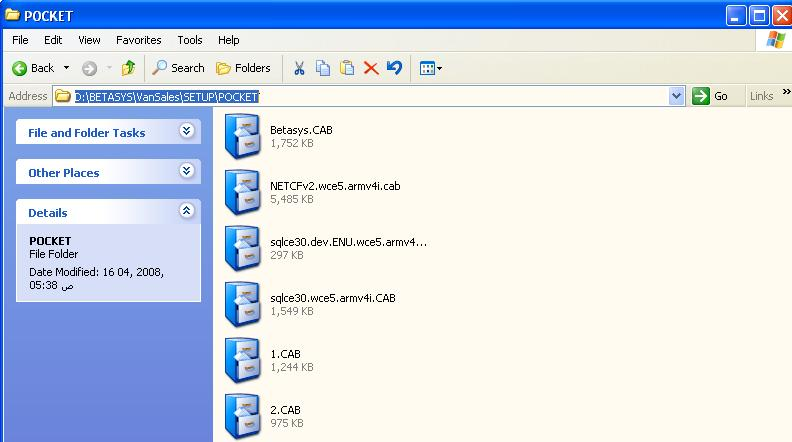 POCKET
File Edit View Favorites Tools Help
Back Search Folders
Address D:\BETASYS\VanSales\SETUP\POCKET Go Links »
File and Folder Tasks
Other Places
Details
POCKET
File Folder
Date Modified: 16 04, 2008,
05:38 ص
Betasys.CAB
1,752 KB
NETCFv2.wce5.armv4i.cab
5,485 KB
sqlce30.dev.ENU.wce5.armv4...
297 KB
sqlce30.wce5.armv4i.CAB
1,549 KB
1.CAB
1,244 KB
2.CAB
975 KB